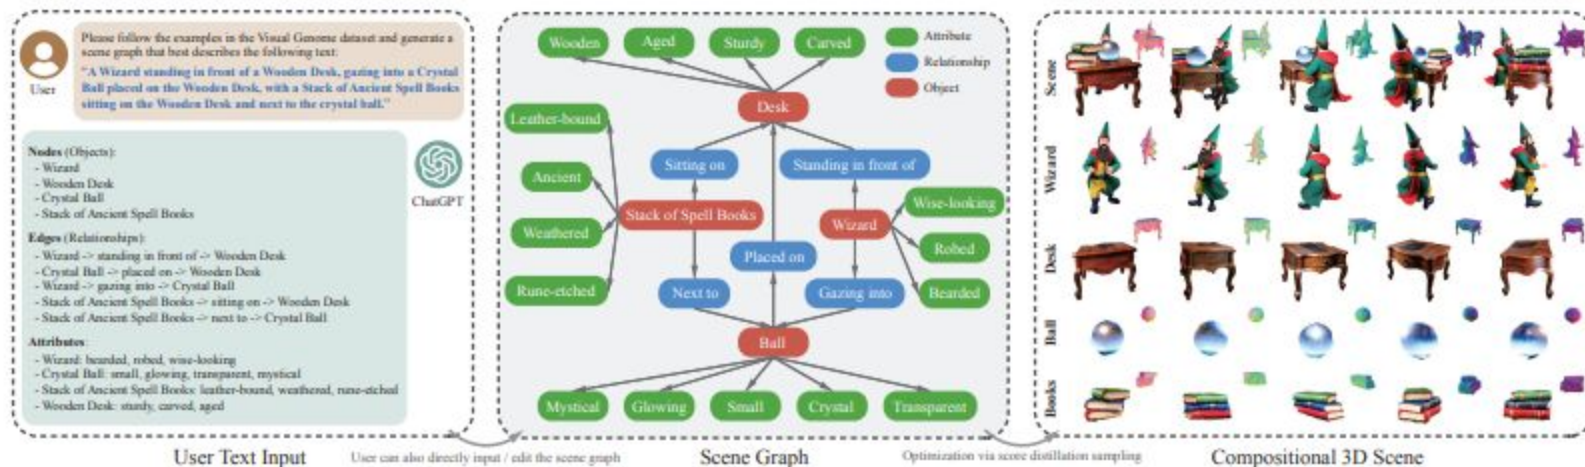 Please follow the examples in the Visual Genome dataset and generate a
scene graph that best describes the following text:
"A Wizard standing in front of a Wooden Desk, gazing into a Crystal
Ball placed on the Wooden Desk, with a Stack of Ancient Spell Books
sitting on the Wooden Desk and next to the crystal ball."
User
Nodes (Objects):
- Wizard
- Wooden Desk
- Crystal Ball
- Stack of Ancient Spell Books
ChatGPT
Edges (Relationships):
- Wizard -> standing in front of -> Wooden Desk
- Crystal Ball -> placed on -> Wooden Desk
- Wizard -> gazing into -> Crystal Ball
- Stack of Ancient Spell Books -> sitting on -> Wooden Desk
- Stack of Ancient Spell Books -> next to -> Crystal Ball
Attributes:
- Wizard: bearded, robed, wise-looking
- Crystal Ball: small, glowing, transparent, mystical
- Stack of Ancient Spell Books: leather-bound, weathered, rune-etched
- Wooden Desk: sturdy, carved, aged
User Text Input
User can also directly input / edit the scene graph
Wooden
Aged
Sturdy
Carved
Attribute
Relationship
Object
Desk
Leather-bound
Sitting on
Standing in front of
Ancient
Stack of Spell Books
Wizard
Wise-looking
Weathered
Robed
Placed on
Rune-etched
Next to
Gazing into
Bearded
Ball
Mystical
Glowing
Small
Crystal
Transparent
Scene Graph
Optimization via score distillation sampling
Scene
Wizard
Desk
Ball
Books
Compositional 3D Scene